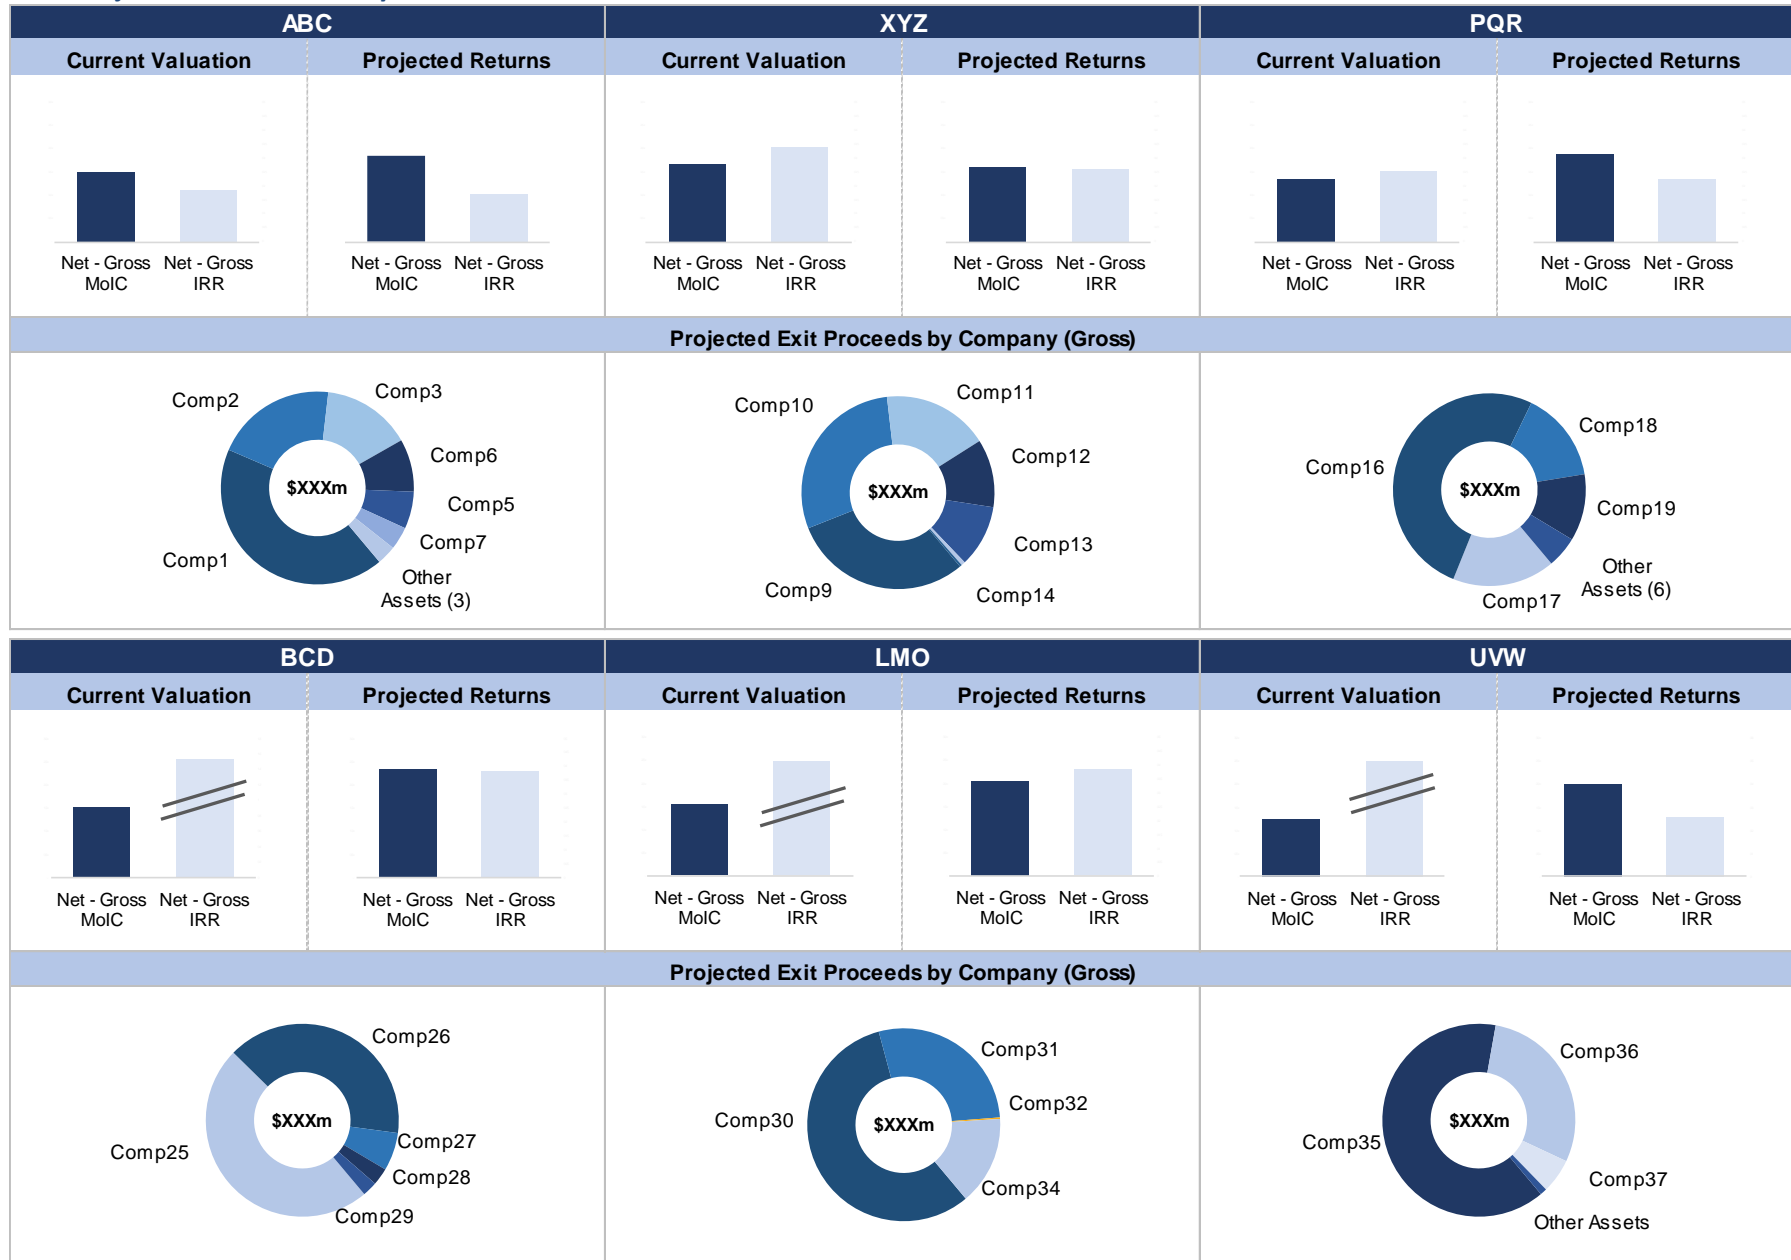 ABC
XYZ
PQR
Current Valuation
Projected Returns
Current Valuation
Projected Returns
Current Valuation
Projected Returns
Net - Gross
MoIC
Net - Gross
IRR
Net - Gross
MoIC
Net - Gross
IRR
Net - Gross
MoIC
Net - Gross
IRR
Net - Gross
MoIC
Net - Gross
IRR
Net - Gross
MoIC
Net - Gross
IRR
Net - Gross
MoIC
Net - Gross
IRR
Projected Exit Proceeds by Company (Gross)
Comp2
Comp3
Comp6
$XXXm
Comp5
Comp7
Comp1
Other
Assets (3)
Comp10
Comp11
Comp12
$XXXm
Comp13
Comp9
Comp14
Comp18
Comp16
$XXXm
Comp19
Other
Assets (6)
Comp17
BCD
LMO
UVW
Current Valuation
Projected Returns
Current Valuation
Projected Returns
Current Valuation
Projected Returns
Net - Gross
MoIC
Net - Gross
IRR
Net - Gross
MoIC
Net - Gross
IRR
Net - Gross
MoIC
Net - Gross
IRR
Net - Gross
MoIC
Net - Gross
IRR
Net - Gross
MoIC
Net - Gross
IRR
Net - Gross
MoIC
Net - Gross
IRR
Projected Exit Proceeds by Company (Gross)
Comp26
$XXXm
Comp27
Comp25
Comp28
Comp29
Comp31
Comp32
Comp30
$XXXm
Comp34
Comp36
$XXXm
Comp35
Comp37
Other Assets